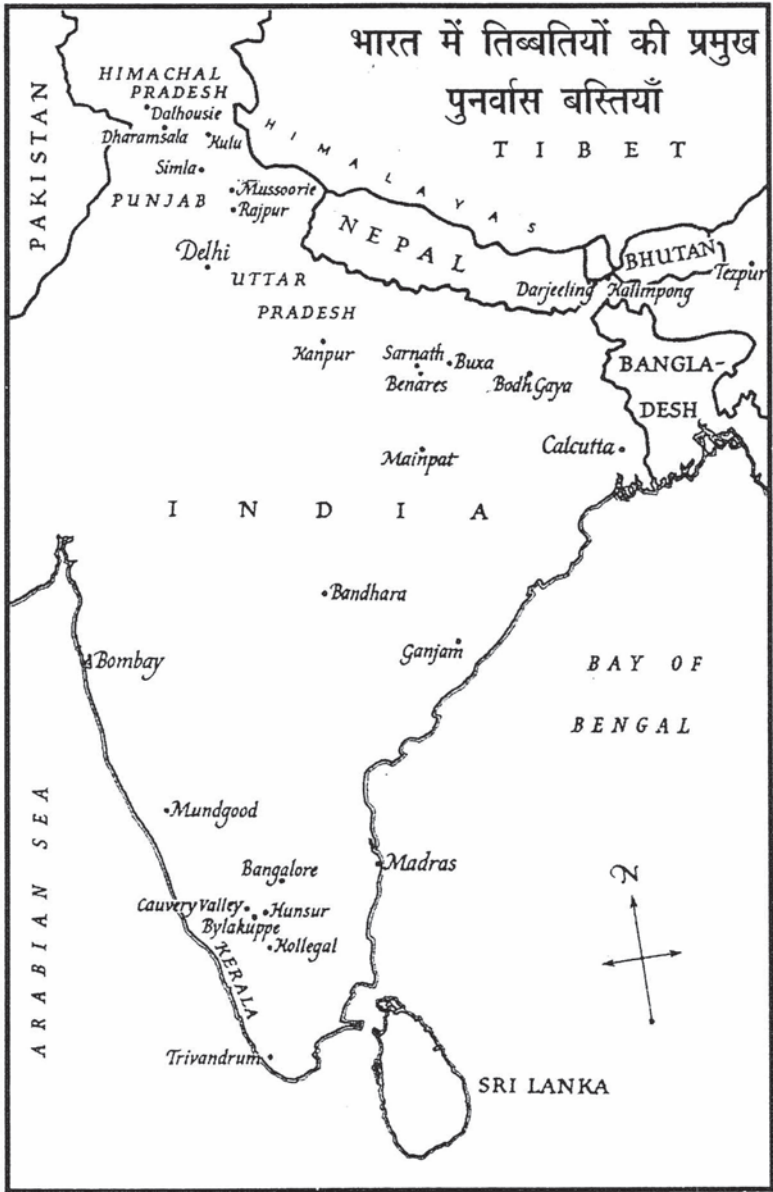 भारत में तिब्बतियों की प्रमुख
पुनर्वास बस्तियाँ
HIMACHAL
PRADESH
Dalhousie
Dharamsala
Kulu
Simla
PUNJAB
Mussoorie
Rajpur
PAKISTAN
HIMALAYAS
TIBET
NEPAL
BHUTAN
Tezpur
Delhi
UTTAR
PRADESH
Darjeeling
Kalimpong
Kanpur
Sarnath
Buxa
Benares
Bodh Gaya
BANGLA-
DESH
Mainpat
Calcutta
INDIA
Bandhara
Ganjam
Bombay
BAY OF
BENGAL
Mundgood
Madras
Bangalore
Cauvery Valley
Hunsur
Bylakuppe
Kollegal
KERALA
ARABIAN SEA
Trivandrum
SRI LANKA
N